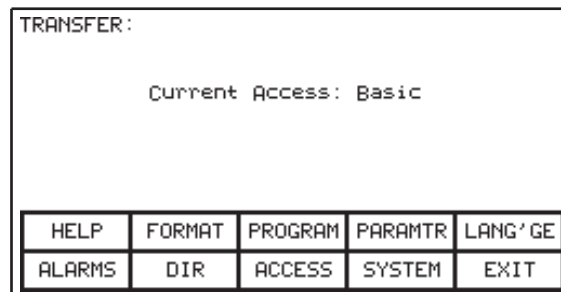 TRANSFER:
Current Access: Basic
HELP FORMAT PROGRAM PARAMTR LANG'GE
ALARMS DIR ACCESS SYSTEM EXIT